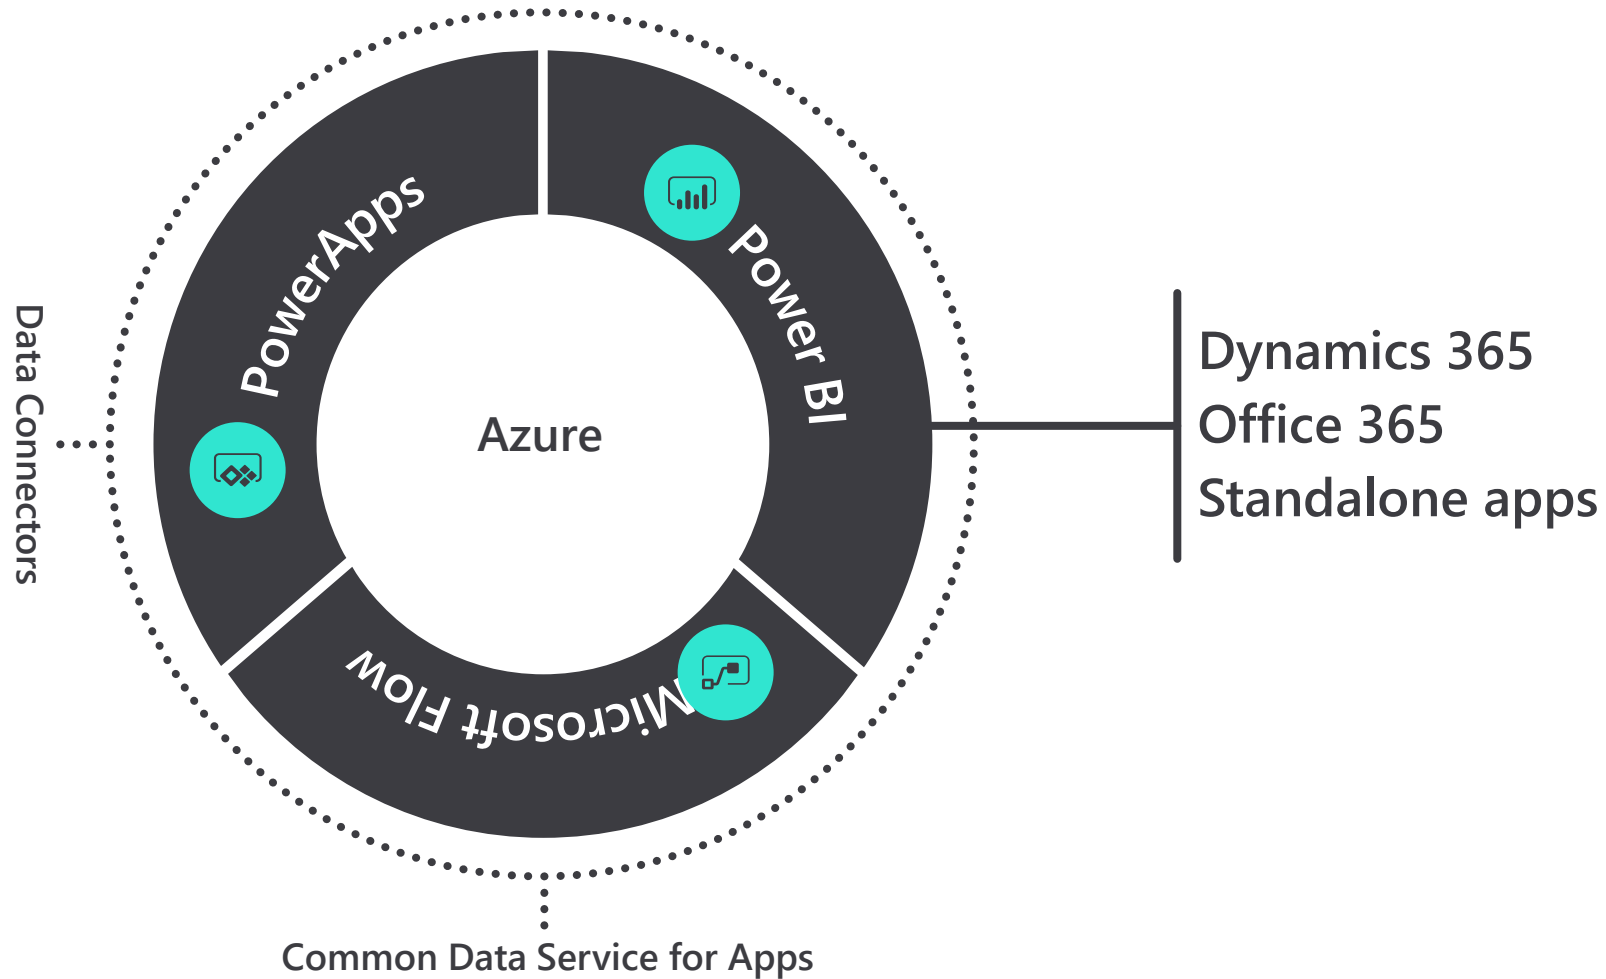 PowerApps
Power BI
Microsoft Flow
Azure
Data Connectors
Common Data Service for Apps
Dynamics 365
Office 365
Standalone apps